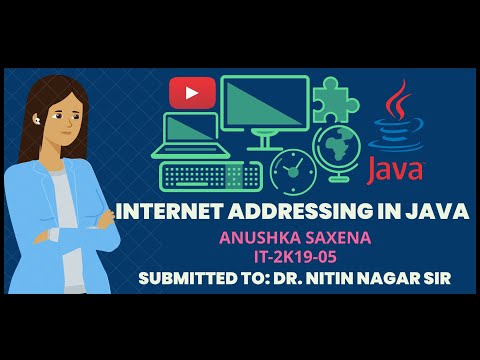 Java
INTERNET ADDRESSING IN JAVA
ANUSHKA SAXENA
IT-2K19-05
SUBMITTED TO: DR. NITIN NAGAR SIR